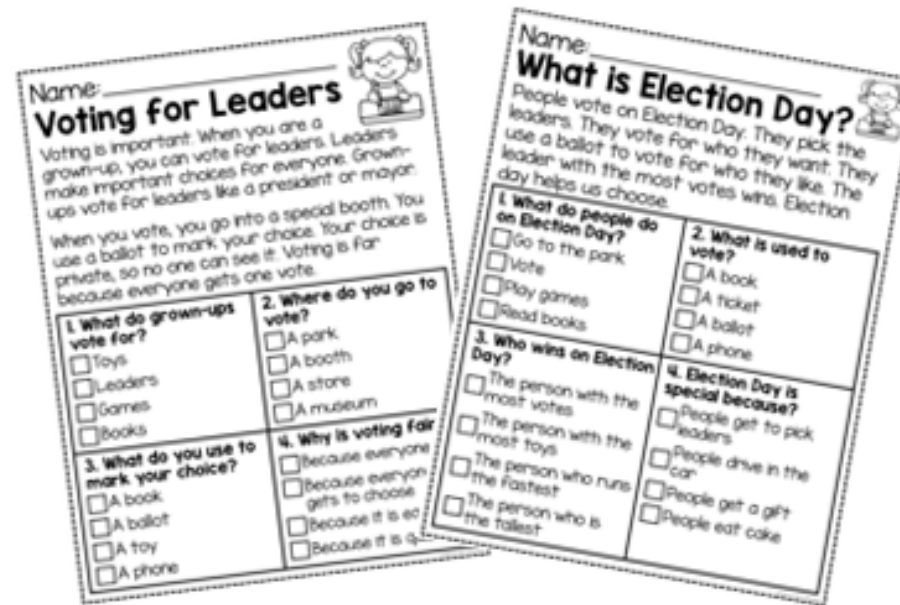 Name:
Voting for Leaders
Voting is important. When you are a
grown-up, you can vote for leaders. Leaders
make important choices for everyone. Grown-
ups vote for leaders like a president or mayor.
When you vote, you go into a special booth. You
use a ballot to mark your choice. Your choice is
private, so no one can see it. Voting is fair
because everyone gets one vote.
1. What do grown-ups
vote for?
Toys
Leaders
Games
Books
2. Where do you go to
vote?
A park
A booth
A store
A museum
3. What do you use to
mark your choice?
A book
A ballot
A toy
A phone
4. Why is voting fair
Because everyone
Because everyon
gets to choose
Because it is
Because it is
Name:
What is Election Day?
People vote on Election Day. They pick the
leaders. They vote for who they want. They
use a ballot to vote for who they like. The
leader with the most votes wins. Election
day helps us choose.
1. What do people do
on Election Day?
Go to the park
Vote
Play games
Read books
2. What is used to
vote?
A book
A ticket
A ballot
A phone
3. Who wins on Election
Day?
The person with the
most votes
The person with the
most toys
The person who runs
the fastest
The person who is
the tallest
4. Election Day is
special because?
People get to pick
leaders
People drive in the
car
People get a gift
People eat cake